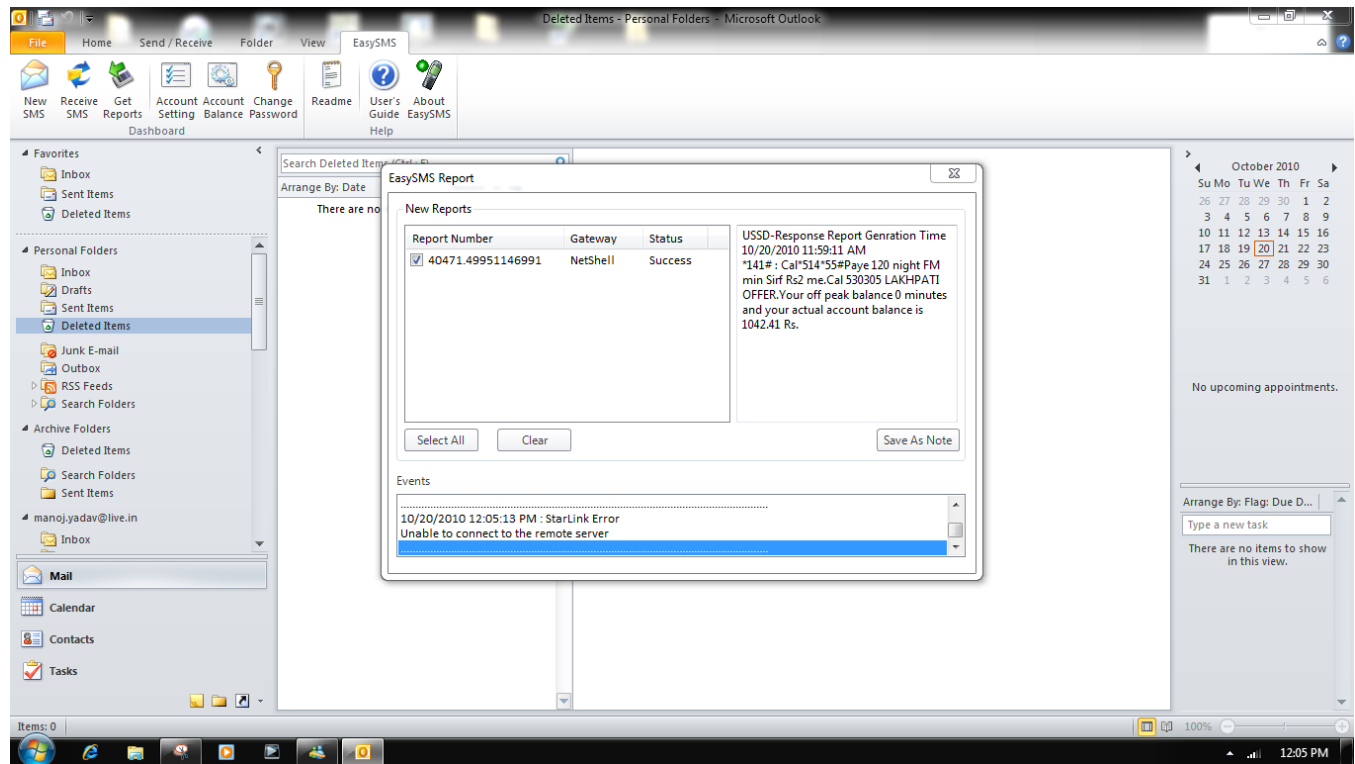 Deleted Items - Personal Folders - Microsoft Outlook
File Home Send / Receive Folder View EasySMS
New SMS
Receive SMS
Get Reports
Account Setting
Account Balance
Change Password
Readme
User's Guide
About EasySMS
Dashboard
Help
Favorites
Inbox
Sent Items
Deleted Items
Personal Folders
Inbox
Drafts
Sent Items
Deleted Items
Junk E-mail
Outbox
RSS Feeds
Search Folders
Archive Folders
Deleted Items
Search Folders
Sent Items
manoj.yadav@live.in
Inbox
Mail
Calendar
Contacts
Tasks
Search Deleted Items
Arrange By: Date
There are no
EasySMS Report
New Reports
Report Number Gateway Status
40471.49951146991 NetShell Success
USSD-Response Report Genration Time
10/20/2010 11:59:11 AM
*141# : Cal*514*55#Paye 120 night FM
min Sirf Rs2 me.Cal 530305 LAKHPATI
OFFER.Your off peak balance 0 minutes
and your actual account balance is
1042.41 Rs.
Select All
Clear
Save As Note
Events
10/20/2010 12:05:13 PM : StarLink Error
Unable to connect to the remote server
October 2010
Su Mo Tu We Th Fr Sa
26 27 28 29 30 1 2
3 4 5 6 7 8 9
10 11 12 13 14 15 16
17 18 19 20 21 22 23
24 25 26 27 28 29 30
31 1 2 3 4 5 6
No upcoming appointments.
Arrange By: Flag: Due D...
Type a new task
There are no items to show
in this view.
Items: 0
100%
12:05 PM